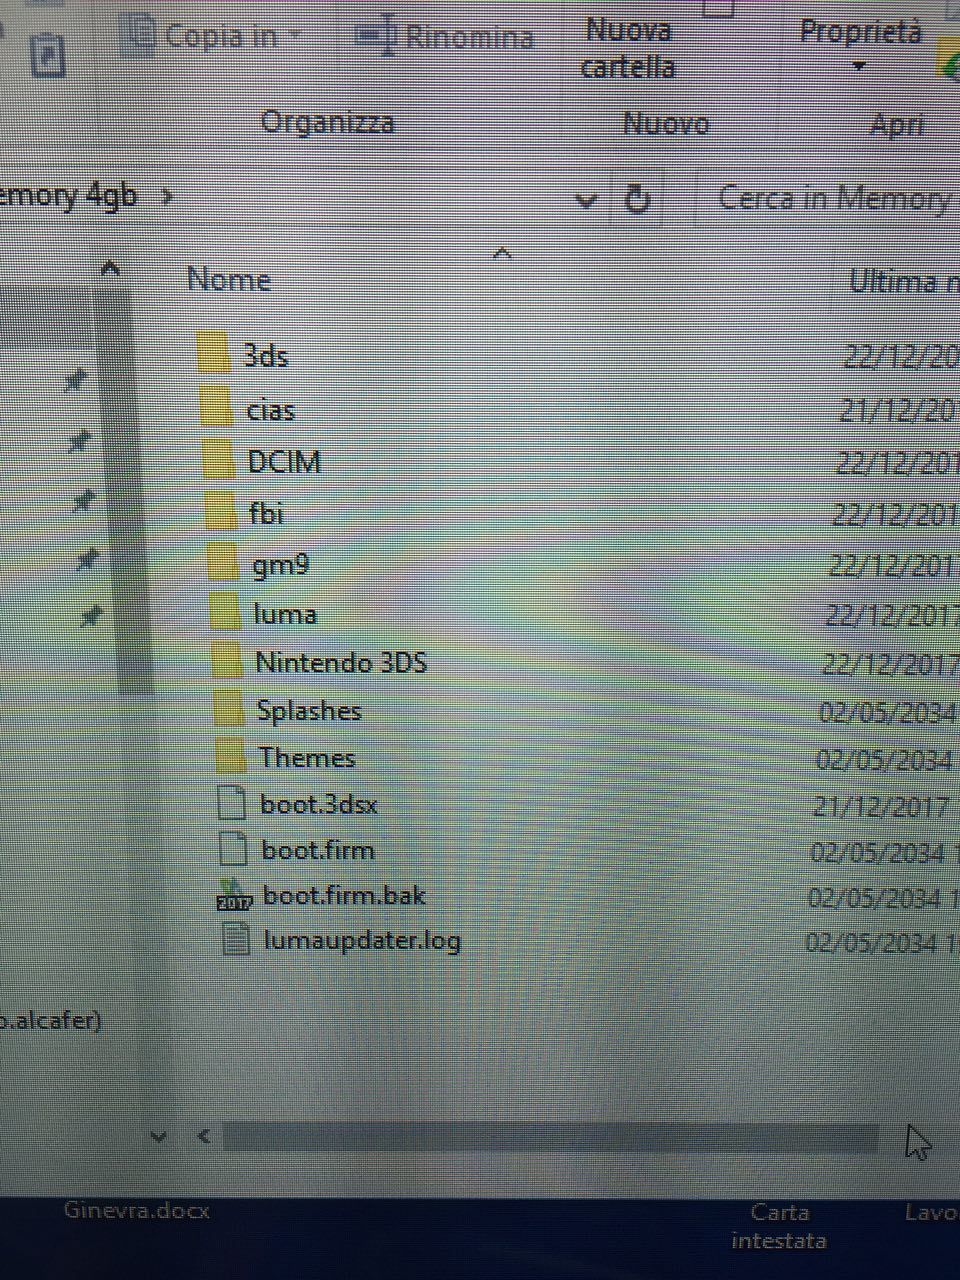 Copia in
Rinomina
Nuova
cartella
Proprietà
Organizza
Nuovo
Apri
emory 4gb
Cerca in Memory
Nome
Ultima
3ds
22/12/20
cias
21/12/20
DCIM
22/12/201
fbi
22/12/201
gm9
22/12/2017
luma
22/12/2017
Nintendo 3DS
22/12/2017
Splashes
02/05/2034
Themes
02/05/2034
boot.3dsx
21/12/2017
boot.firm
02/05/2034 1
2017
boot.firm.bak
02/05/2034 1
lumaupdater.log
02/05/2034 1
o.alcafer)
Ginevra.docx
Carta
intestata
Lavo